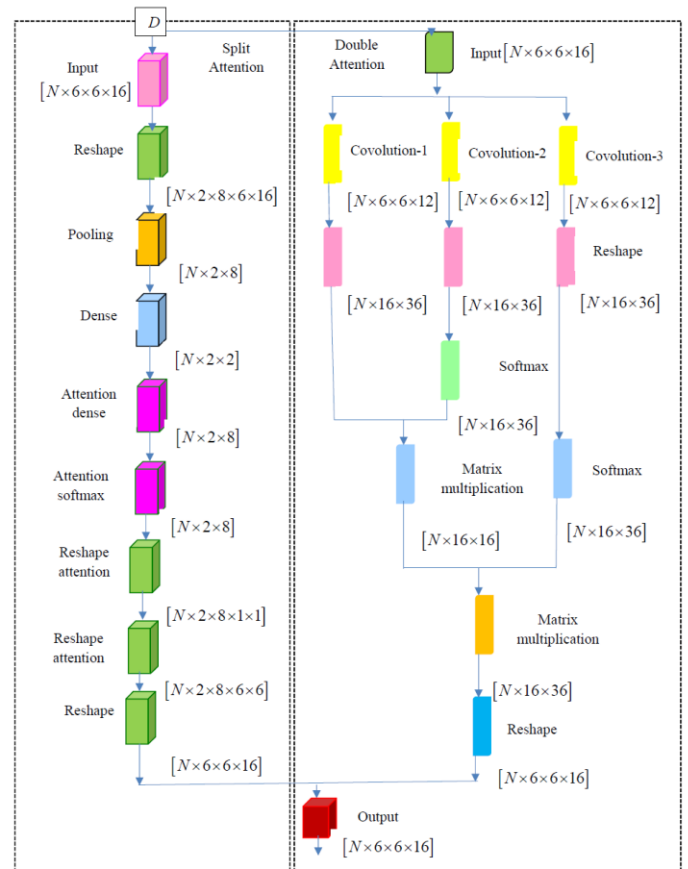 D
Split
Attention
Input
[N×6×6×16]
Reshape
[N×2×8×6×16]
Pooling
[N×2×8]
Dense
[N×2×2]
Attention
dense
[N×2×8]
Attention
softmax
[N×2×8]
Reshape
attention
[N×2×8×1×1]
Reshape
attention
[N×2×8×6×6]
Reshape
[N×6×6×16]
Double
Attention
Input[N×6×6×16]
Covolution-1
Covolution-2
Covolution-3
[N×6×6×12]
[N×6×6×12]
[N×6×6×12]
Reshape
[N×16×36]
[N×16×36]
[N×16×36]
Softmax
[N×16×36]
Matrix
multiplication
Softmax
[N×16×16]
[N×16×36]
Matrix
multiplication
[N×16×36]
Reshape
[N×6×6×16]
Output
[N×6×6×16]